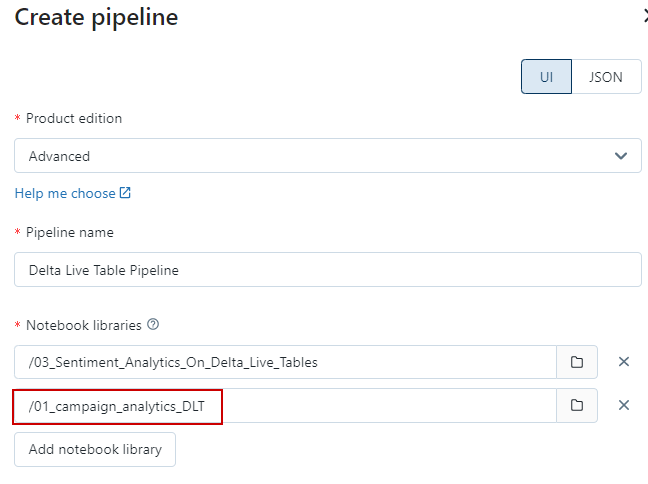 Create pipeline
UI JSON
* Product edition
Advanced
Help me choose
* Pipeline name
Delta Live Table Pipeline
* Notebook libraries
/03_Sentiment_Analytics_On_Delta_Live_Tables
/01_campaign_analytics_DLT
Add notebook library